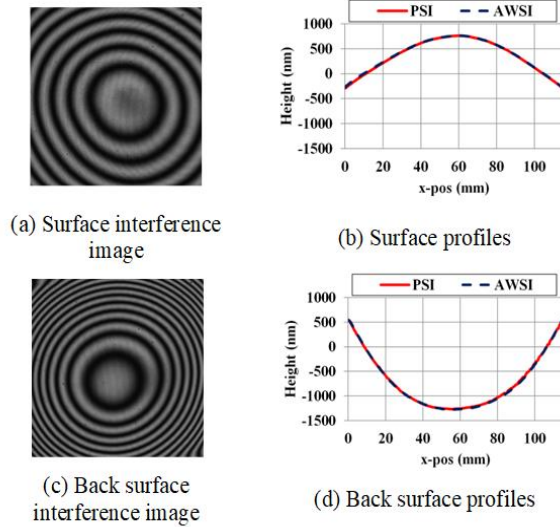 PSI AWSI
1000
500
0
-500
-1000
-1500
0 20 40 60 80 100
Height (nm)
x-pos (mm)
(a) Surface interference
image
(b) Surface profiles
PSI AWSI
1000
500
0
-500
-1000
-1500
0 20 40 60 80 100
Height (nm)
x-pos (mm)
(c) Back surface
interference image
(d) Back surface profiles